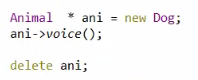 Animal * ani = new Dog;
ani->voice();
delete ani;